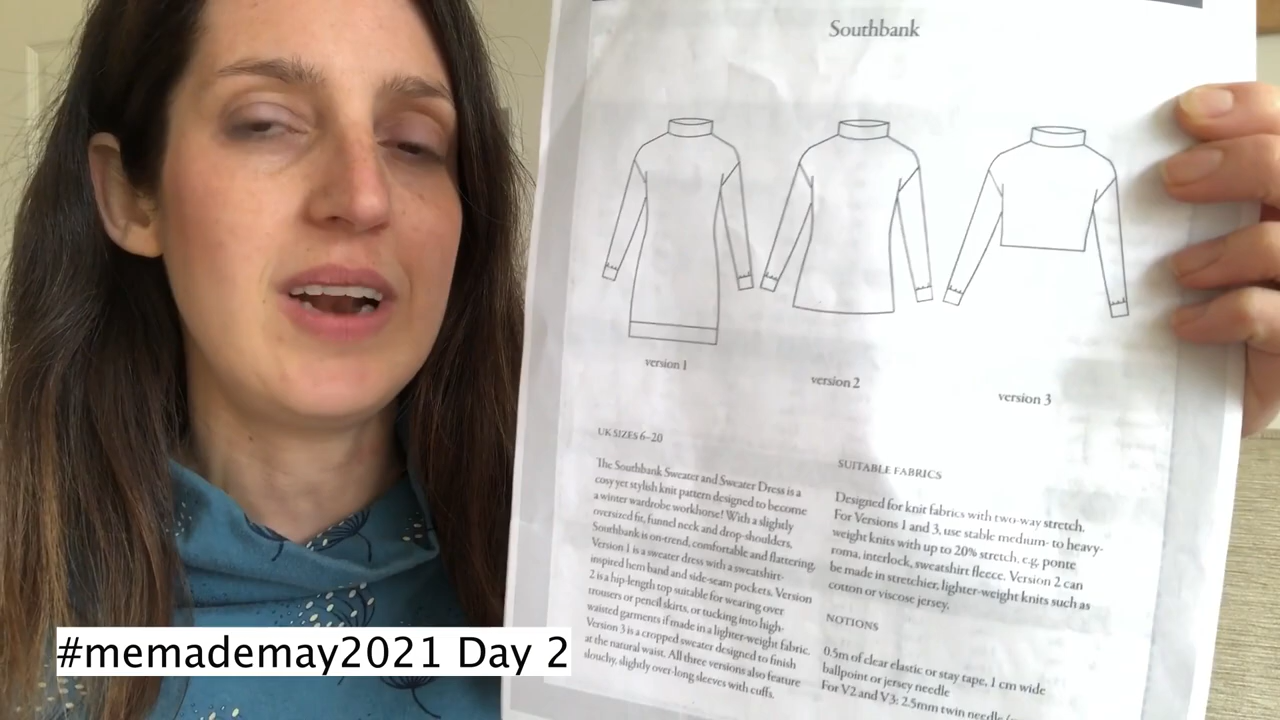 Southbank
version 1
version 2
version 3
UK SIZES 6–20
The Southbank Sweater and Sweater Dress is a
cosy yet stylish knit pattern designed to become
a winter wardrobe workhorse! With a slightly
oversized fit, funnel neck and drop-shoulders,
Southbank is on-trend, comfortable and flattering.
Version 1 is a sweater dress with a sweatshirt-
inspired hem band and side-seam pockets. Version
2 is a hip-length top suitable for wearing over
trousers or pencil skirts, or tucking into high-
waisted garments if made in a lighter-weight fabric.
Version 3 is a cropped sweater designed to finish
at the natural waist. All three versions also feature
slouchy, slightly over-long sleeves with cuffs.
SUITABLE FABRICS
Designed for knit fabrics with two-way stretch.
For Versions 1 and 3, use stable medium- to heavy-
weight knits with up to 20% stretch, e.g. ponte
roma, interlock, sweatshirt fleece. Version 2 can
be made in stretchier, lighter-weight knits such as
cotton or viscose jersey.
NOTIONS
0.5m of clear elastic or stay tape, 1 cm wide
ballpoint or jersey needle
For V2 and V3: 2.5mm twin needle
#memademay2021 Day 2